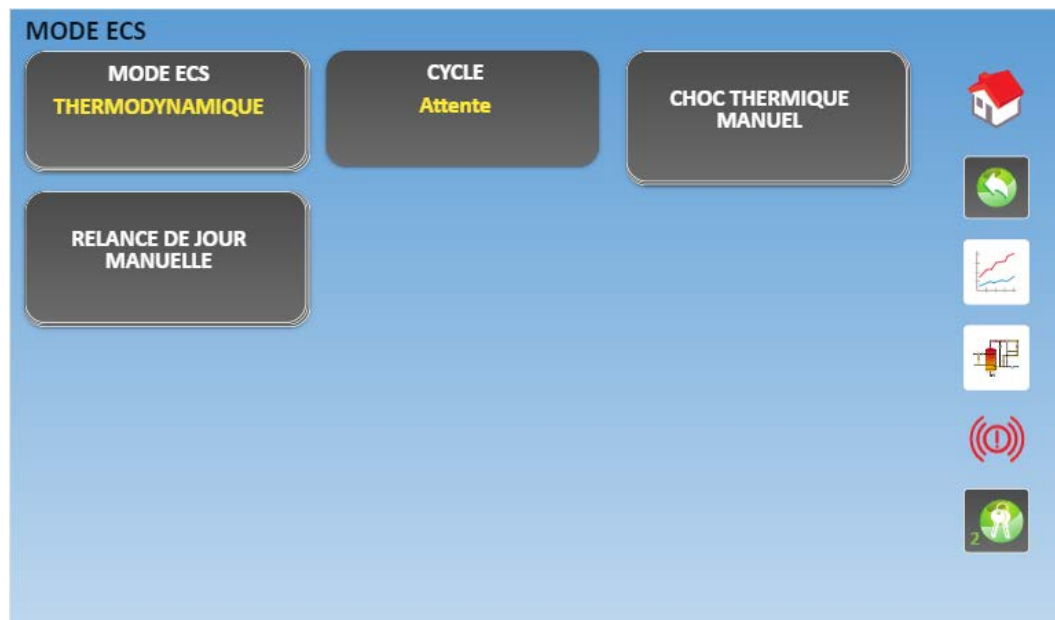 MODE ECS
MODE ECS
THERMODYNAMIQUE
CYCLE
Attente
CHOC THERMIQUE
MANUEL
RELANCE DE JOUR
MANUELLE
2